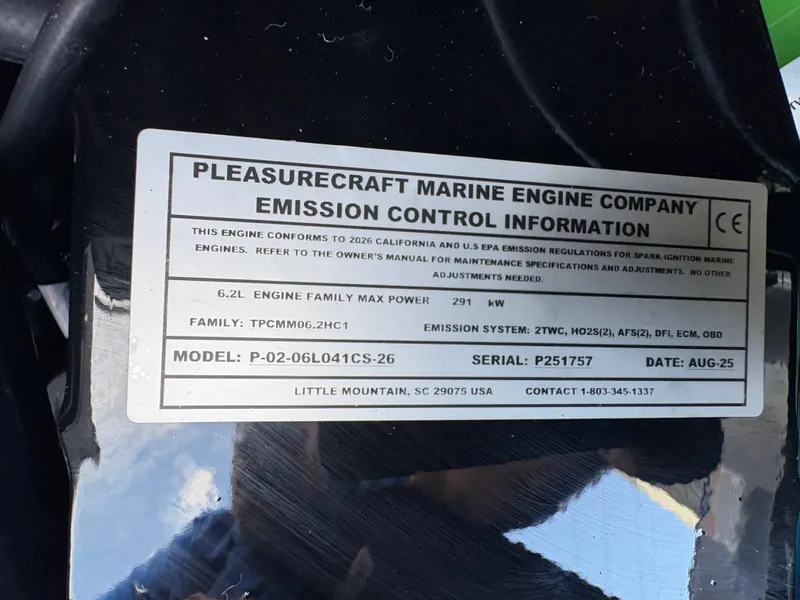 PLEASURECRAFT MARINE ENGINE COMPANY
EMISSION CONTROL INFORMATION
CE
THIS ENGINE CONFORMS TO 2026 CALIFORNIA AND U.S EPA EMISSION REGULATIONS FOR SPARK-IGNITION MARINE
ENGINES. REFER TO THE OWNER'S MANUAL FOR MAINTENANCE SPECIFICATIONS AND ADJUSTMENTS. NO OTHER
ADJUSTMENTS NEEDED.
6.2L ENGINE FAMILY MAX POWER 291 kW
FAMILY: TPCMM06.2HC1 EMISSION SYSTEM: 2TWC, HO2S(2), AFS(2), DFI, ECM, OBD
MODEL: P-02-06L041CS-26 SERIAL: P251757 DATE: AUG-25
LITTLE MOUNTAIN, SC 29075 USA CONTACT 1-803-345-1337